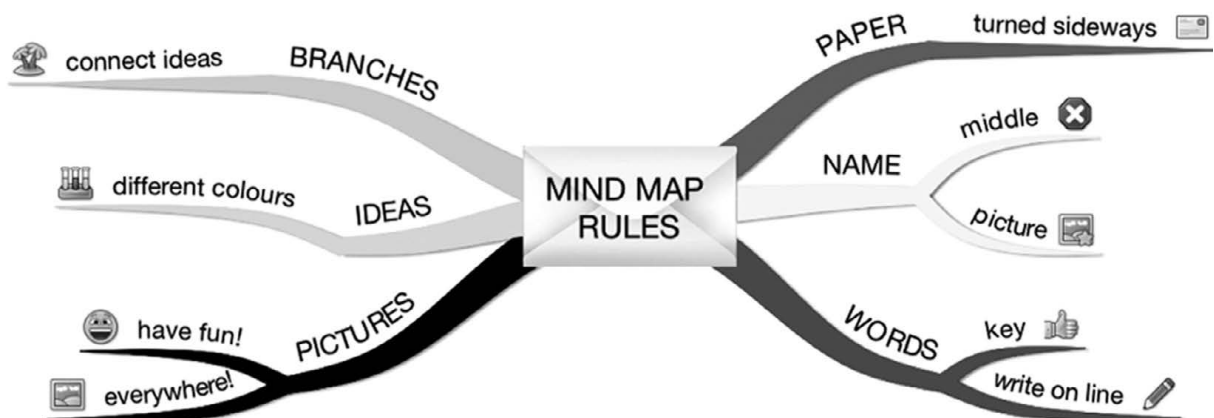 MIND MAP
RULES
PAPER
turned sideways
NAME
middle
picture
WORDS
key
write on line
PICTURES
have fun!
everywhere!
IDEAS
different colours
BRANCHES
connect ideas